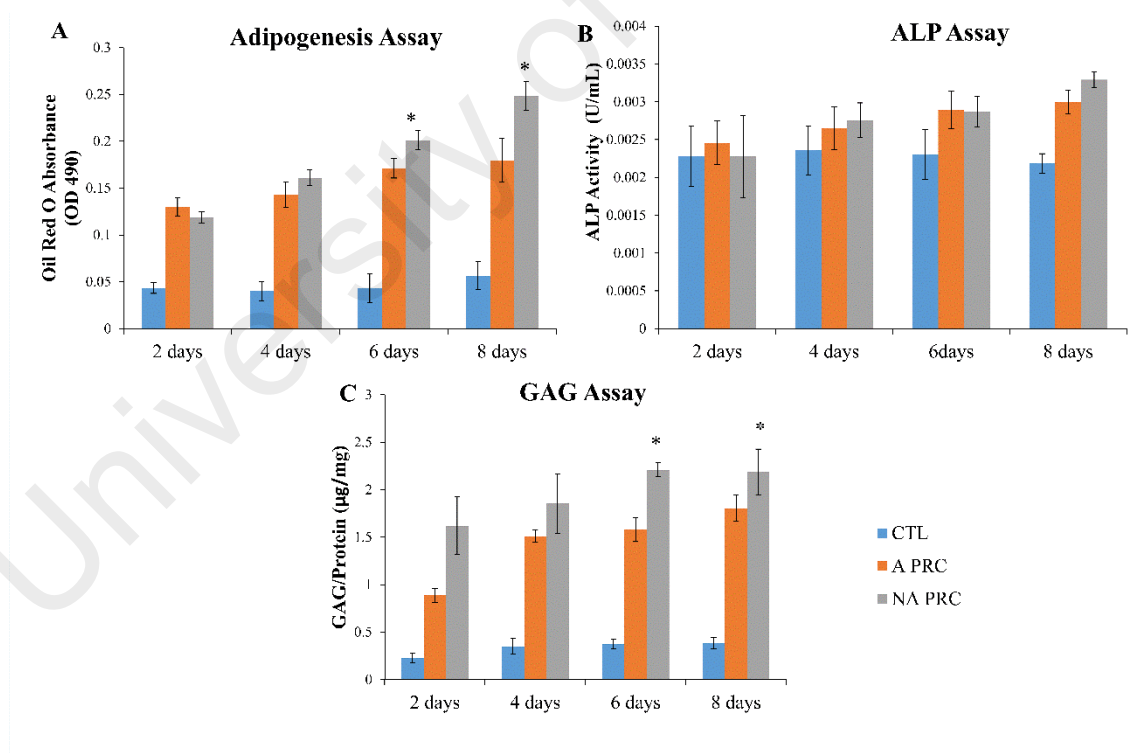 University of
A
Adipogenesis Assay
Oil Red O Absorbance
(OD 490)
0.3
0.25
0.2
0.15
0.1
0.05
0
*
*
2 days
4 days
6 days
8 days
B
ALP Assay
ALP Activity (U/mL)
0.004
0.0035
0.003
0.0025
0.002
0.0015
0.001
0.0005
0
2 days
4 days
6days
8 days
C
GAG Assay
GAG/Protein (µg/mg)
3
2.5
2
1.5
1
0.5
0
*
*
2 days
4 days
6 days
8 days
CTL
A PRC
NA PRC